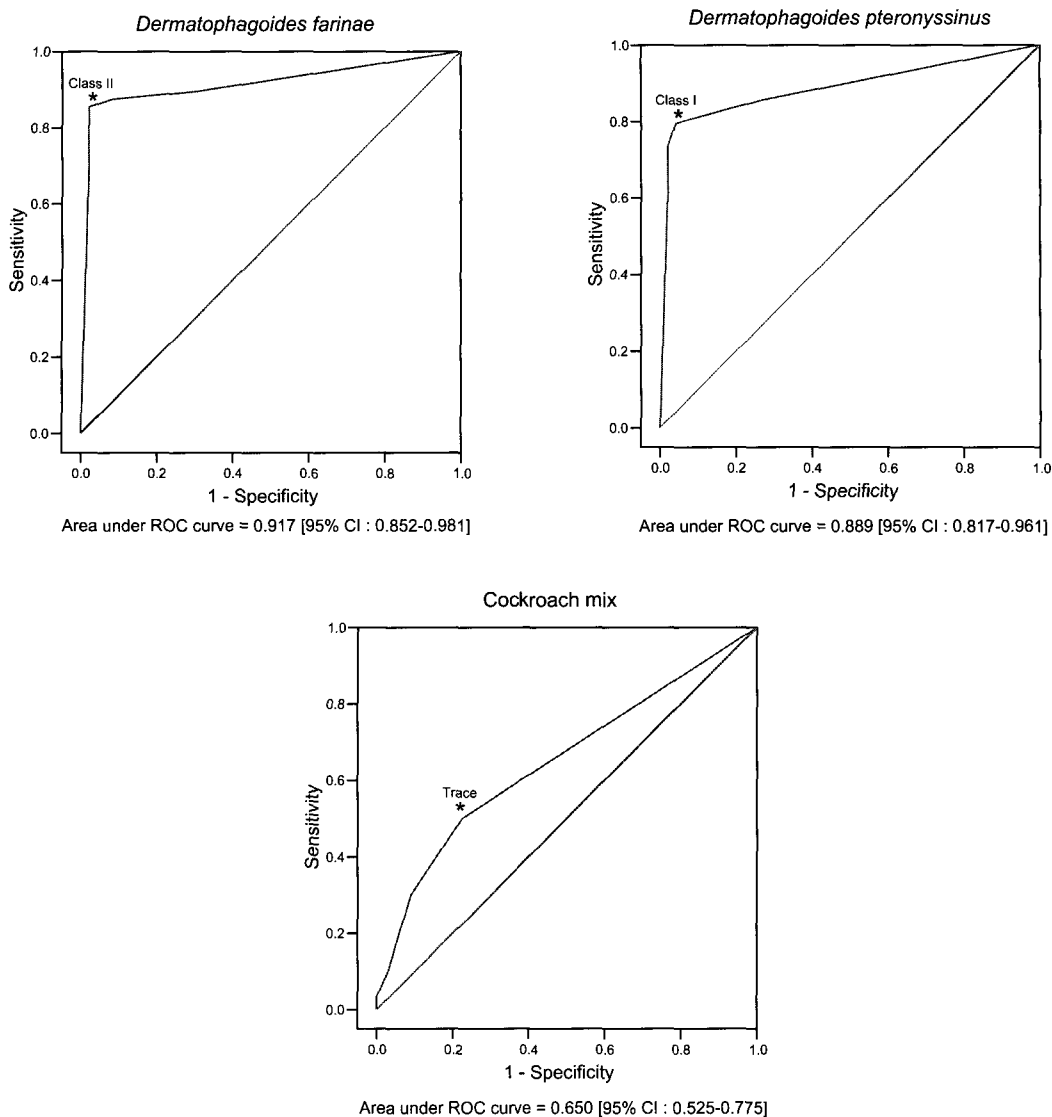 Dermatophagoides farinae
Class II
*
1.0
0.8
0.6
0.4
0.2
0.0
Sensitivity
0.0 0.2 0.4 0.6 0.8 1.0
1 - Specificity
Area under ROC curve = 0.917 [95% CI : 0.852-0.981]
Dermatophagoides pteronyssinus
Class I
*
1.0
0.8
0.6
0.4
0.2
0.0
Sensitivity
0.0 0.2 0.4 0.6 0.8 1.0
1 - Specificity
Area under ROC curve = 0.889 [95% CI : 0.817-0.961]
Cockroach mix
Trace
*
1.0
0.8
0.6
0.4
0.2
0.0
Sensitivity
0.0 0.2 0.4 0.6 0.8 1.0
1 - Specificity
Area under ROC curve = 0.650 [95% CI : 0.525-0.775]